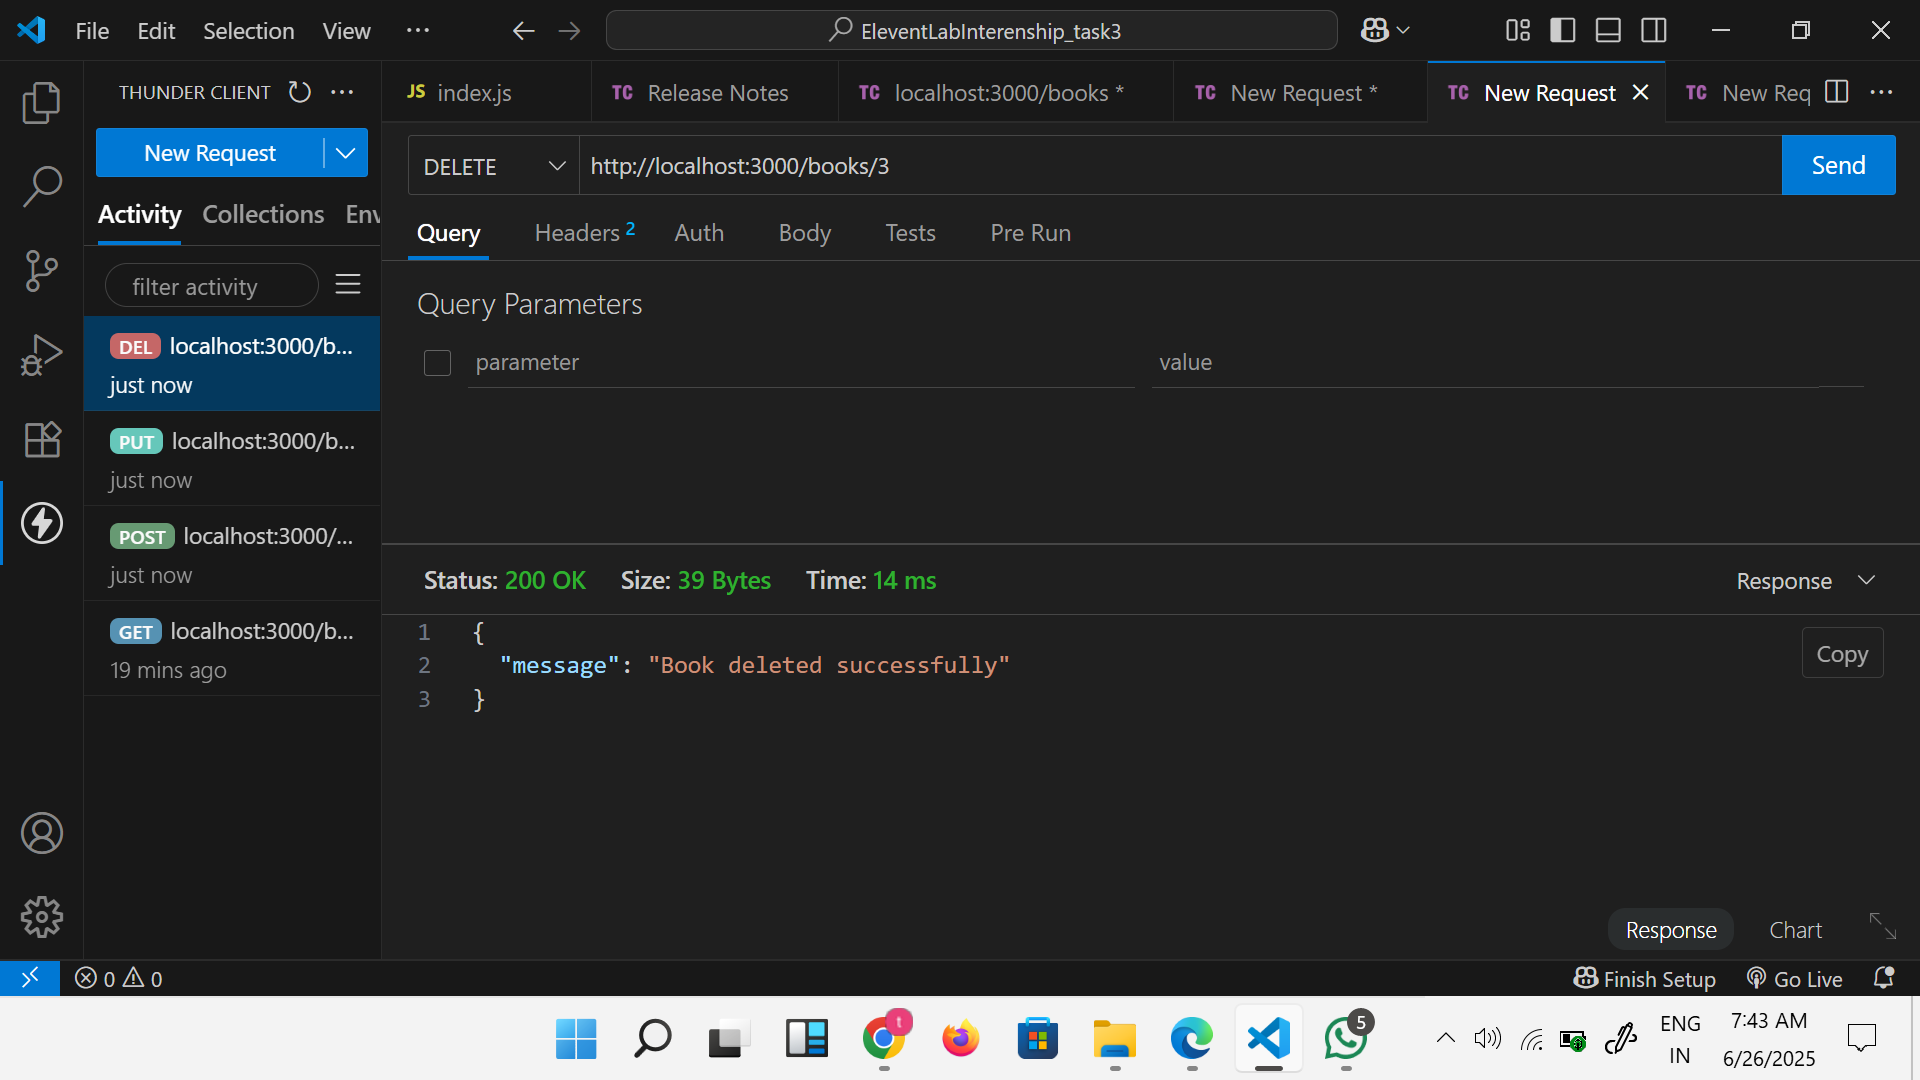 File Edit Selection View ··· EleventLabInterenship_task3
THUNDER CLIENT ···
JS index.js TC Release Notes TC localhost:3000/books * TC New Request * TC New Request TC New Req ···
New Request
DELETE http://localhost:3000/books/3 Send
Activity Collections Env
Query Headers 2 Auth Body Tests Pre Run
filter activity
Query Parameters
parameter value
DEL localhost:3000/b...
just now
PUT localhost:3000/b...
just now
POST localhost:3000/...
just now
GET localhost:3000/b...
19 mins ago
Status: 200 OK Size: 39 Bytes Time: 14 ms Response
1 {
2 "message": "Book deleted successfully"
3 }
Copy
Response Chart
0 0 Finish Setup Go Live
t 5 ENG IN 7:43 AM 6/26/2025